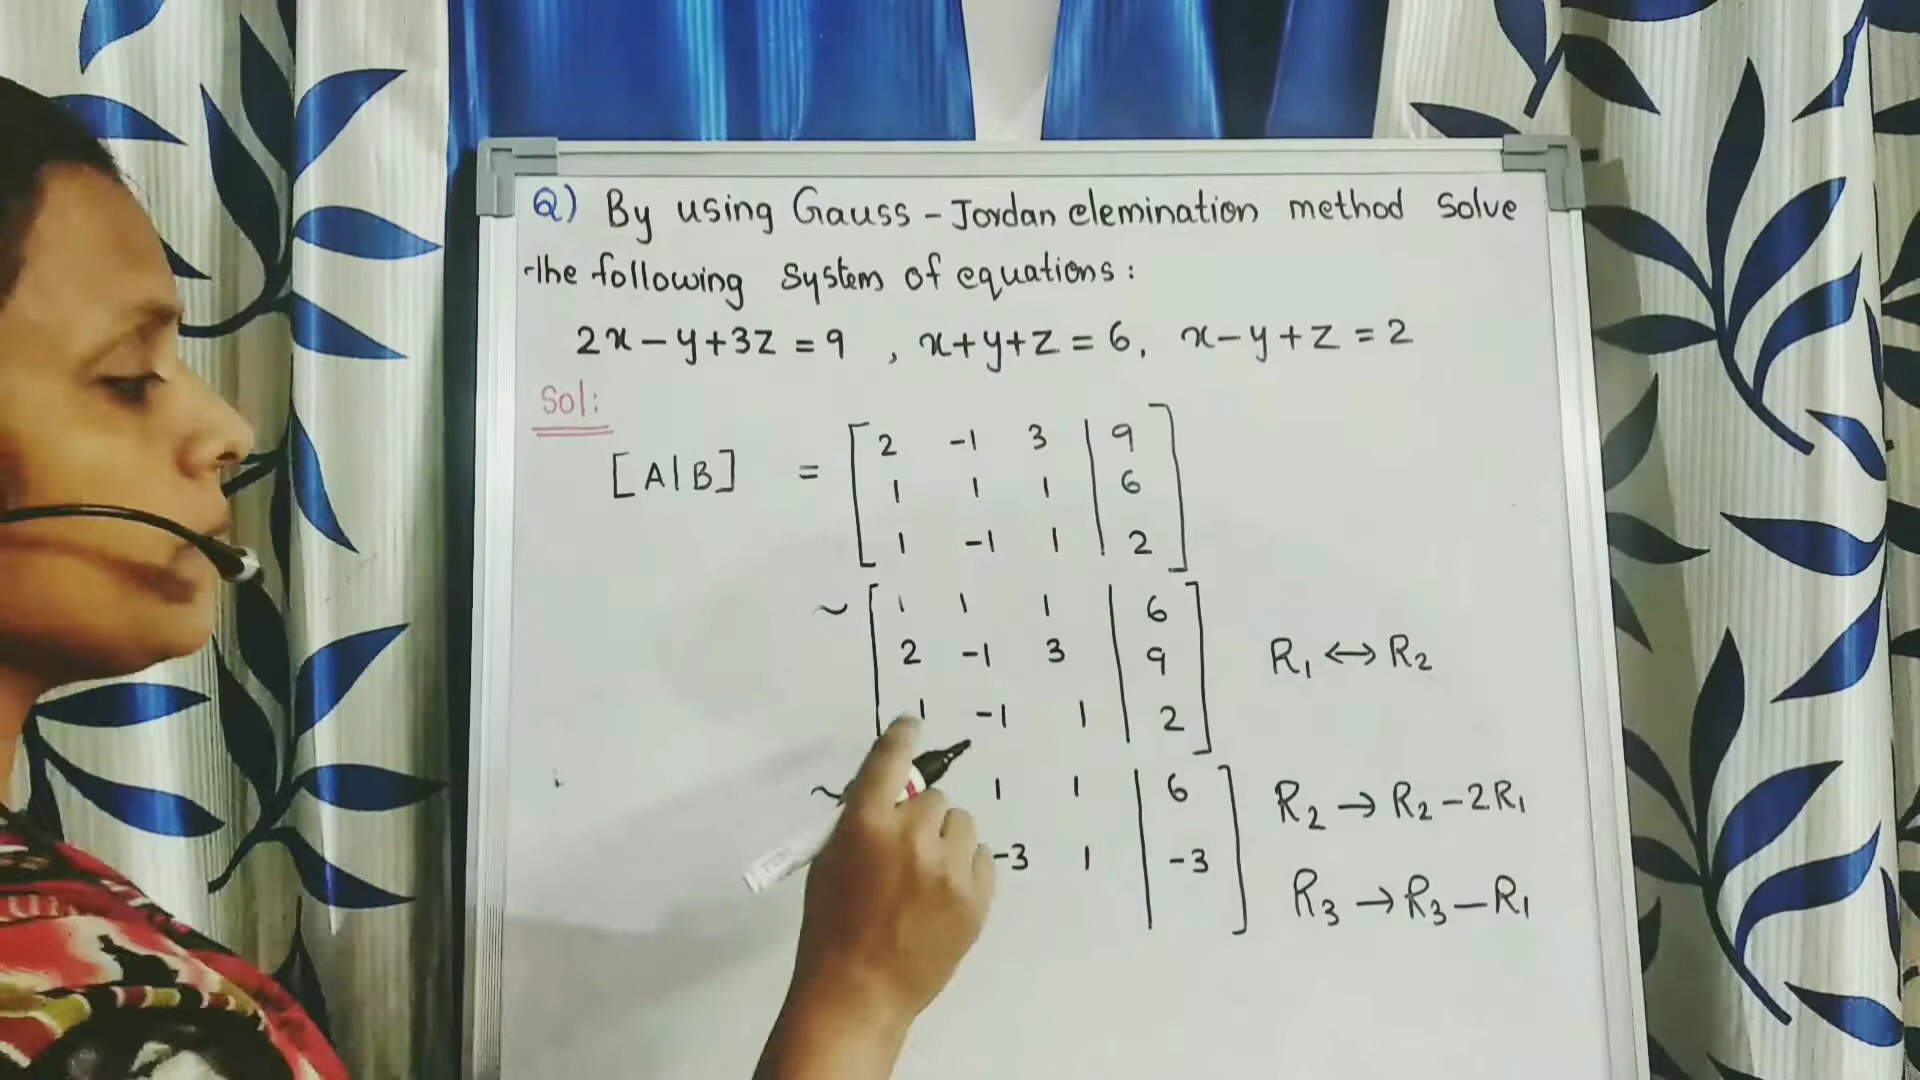 Q) By using Gauss - Jordan elemination method solve
the following system of equations :
2x - y + 3z = 9 , x + y + z = 6, x - y + z = 2
Sol:
[A|B] = [ 2 -1 3 | 9 ]
1 1 1 | 6
1 -1 1 | 2
~ [ 1 1 1 | 6 ]
2 -1 3 | 9 R₁ ↔ R₂
1 -1 1 | 2
~ 1 1 | 6 ] R₂ → R₂ - 2R₁
-3 1 | -3
R₃ → R₃ - R₁